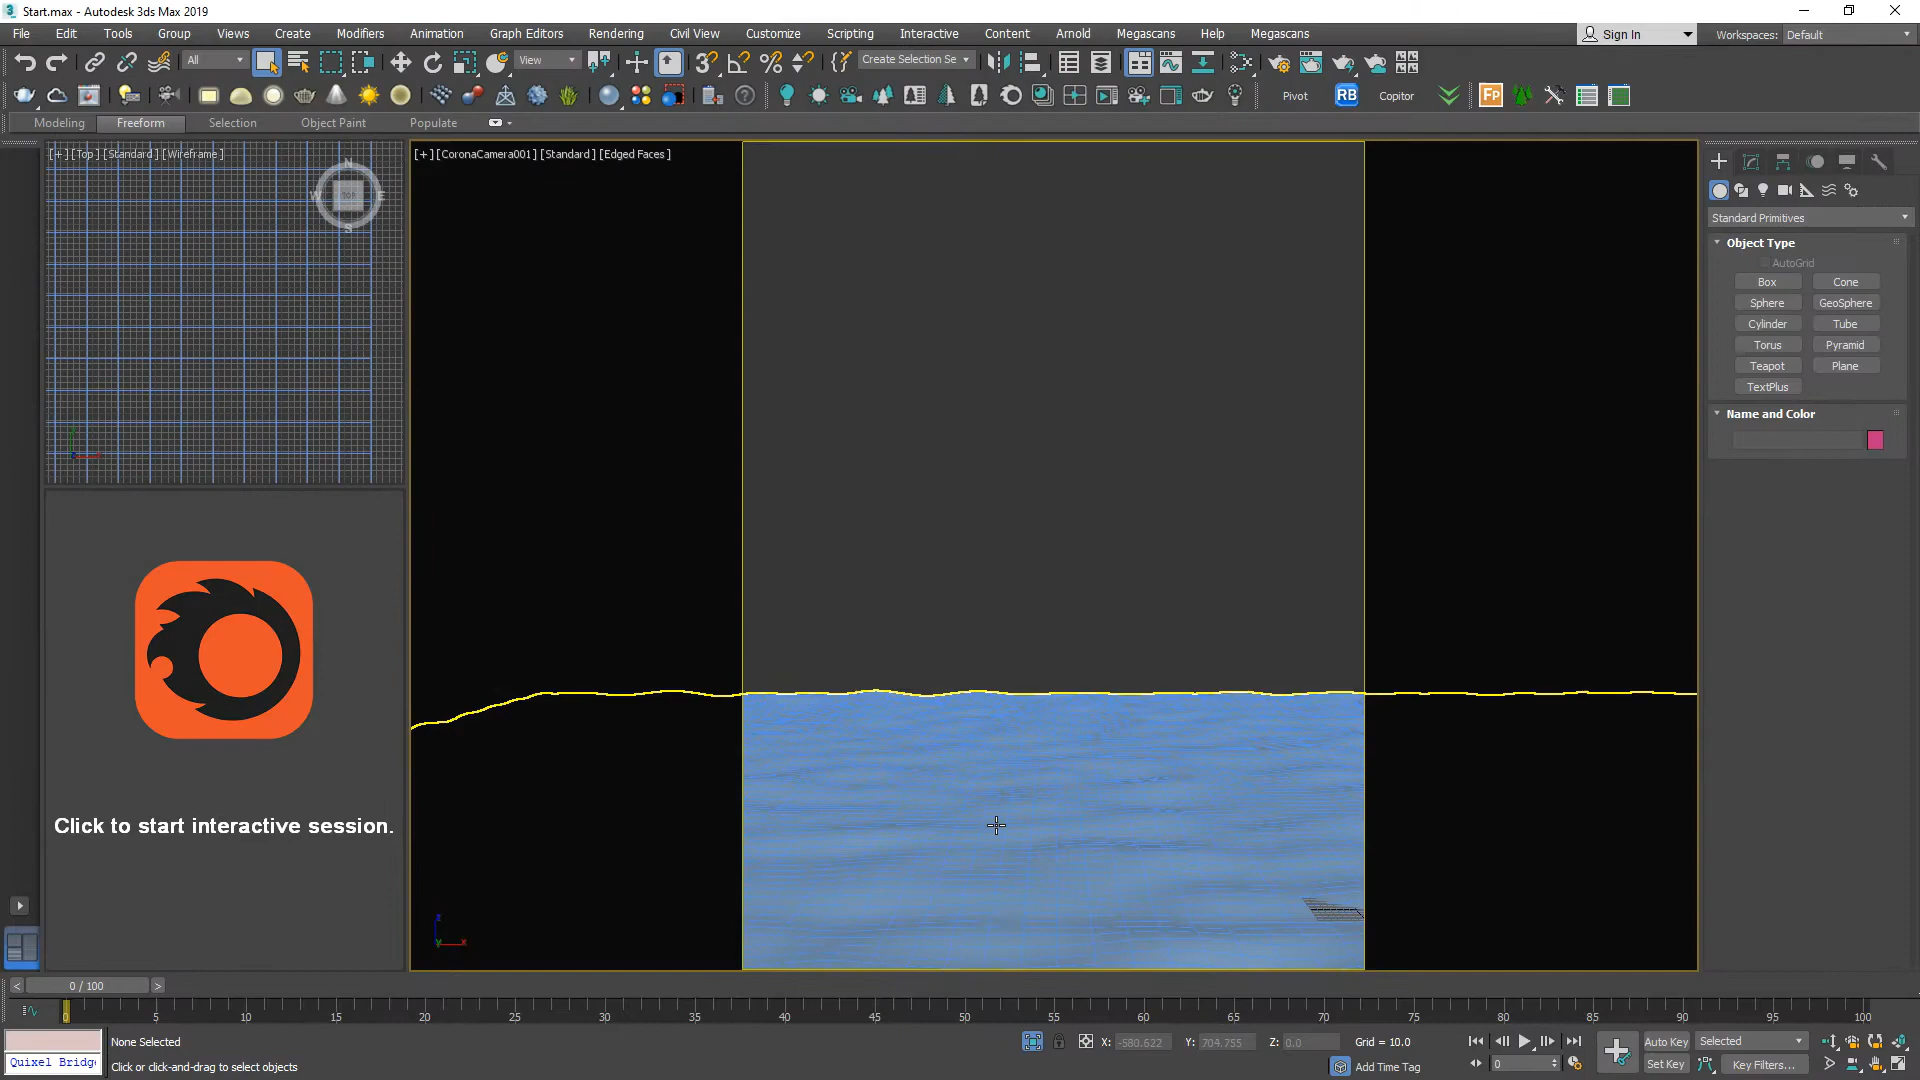 Start.max - Autodesk 3ds Max 2019
File Edit Tools Group Views Create Modifiers Animation Graph Editors Rendering Civil View Customize Scripting Interactive Content Arnold Megascans Help Megascans Sign In Workspaces: Default
All View Create Selection Se
Pivot RB Copitor Fp
Modeling Freeform Selection Object Paint Populate
[+] [Top] [Standard] [Wireframe]
[+] [CoronaCamera001] [Standard] [Edged Faces]
N
W TOP E
S
Standard Primitives
Object Type
AutoGrid
Box Cone
Sphere GeoSphere
Cylinder Tube
Torus Pyramid
Teapot Plane
TextPlus
Name and Color
Click to start interactive session.
z
y x
< 0 / 100 >
0 5 10 15 20 25 30 35 40 45 50 55 60 65 70 75 80 85 90 95 100
None Selected X: -580.622 Y: 704.755 Z: 0.0 Grid = 10.0 Auto Key Selected
Quixel Bridge Click or click-and-drag to select objects Add Time Tag 0 Set Key Key Filters...